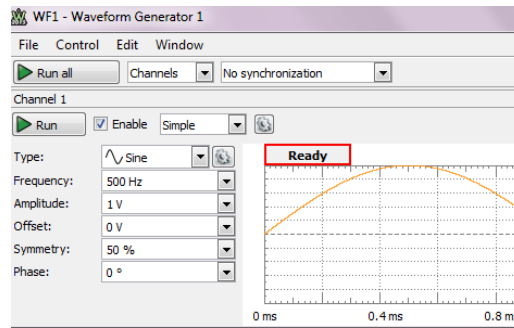 WF1 - Waveform Generator 1
File Control Edit Window
Run all Channels No synchronization
Channel 1
Run Enable Simple
Type: Sine
Ready
Frequency: 500 Hz
Amplitude: 1 V
Offset: 0 V
Symmetry: 50 %
Phase: 0 °
0 ms 0.4 ms 0.8 m